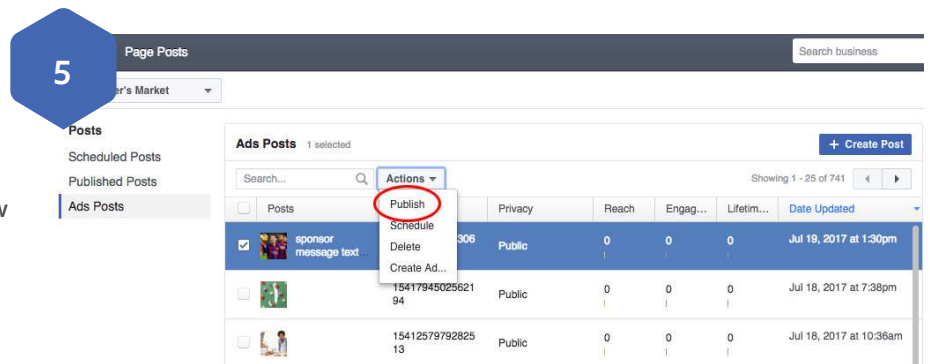 5
Page Posts
Search business
er's Market
Posts
Scheduled Posts
Published Posts
Ads Posts
Ads Posts 1 selected
+ Create Post
Search...
Actions
Showing 1 - 25 of 741
Publish
Schedule
Delete
Create Ad...
Posts
Privacy
Reach
Engag...
Lifetim...
Date Updated
sponsor
message text ...
306
Public
0
0
0
Jul 19, 2017 at 1:30pm
15417945025621
94
Public
0
0
0
Jul 18, 2017 at 7:38pm
15412579792825
13
Public
0
0
0
Jul 18, 2017 at 10:36am